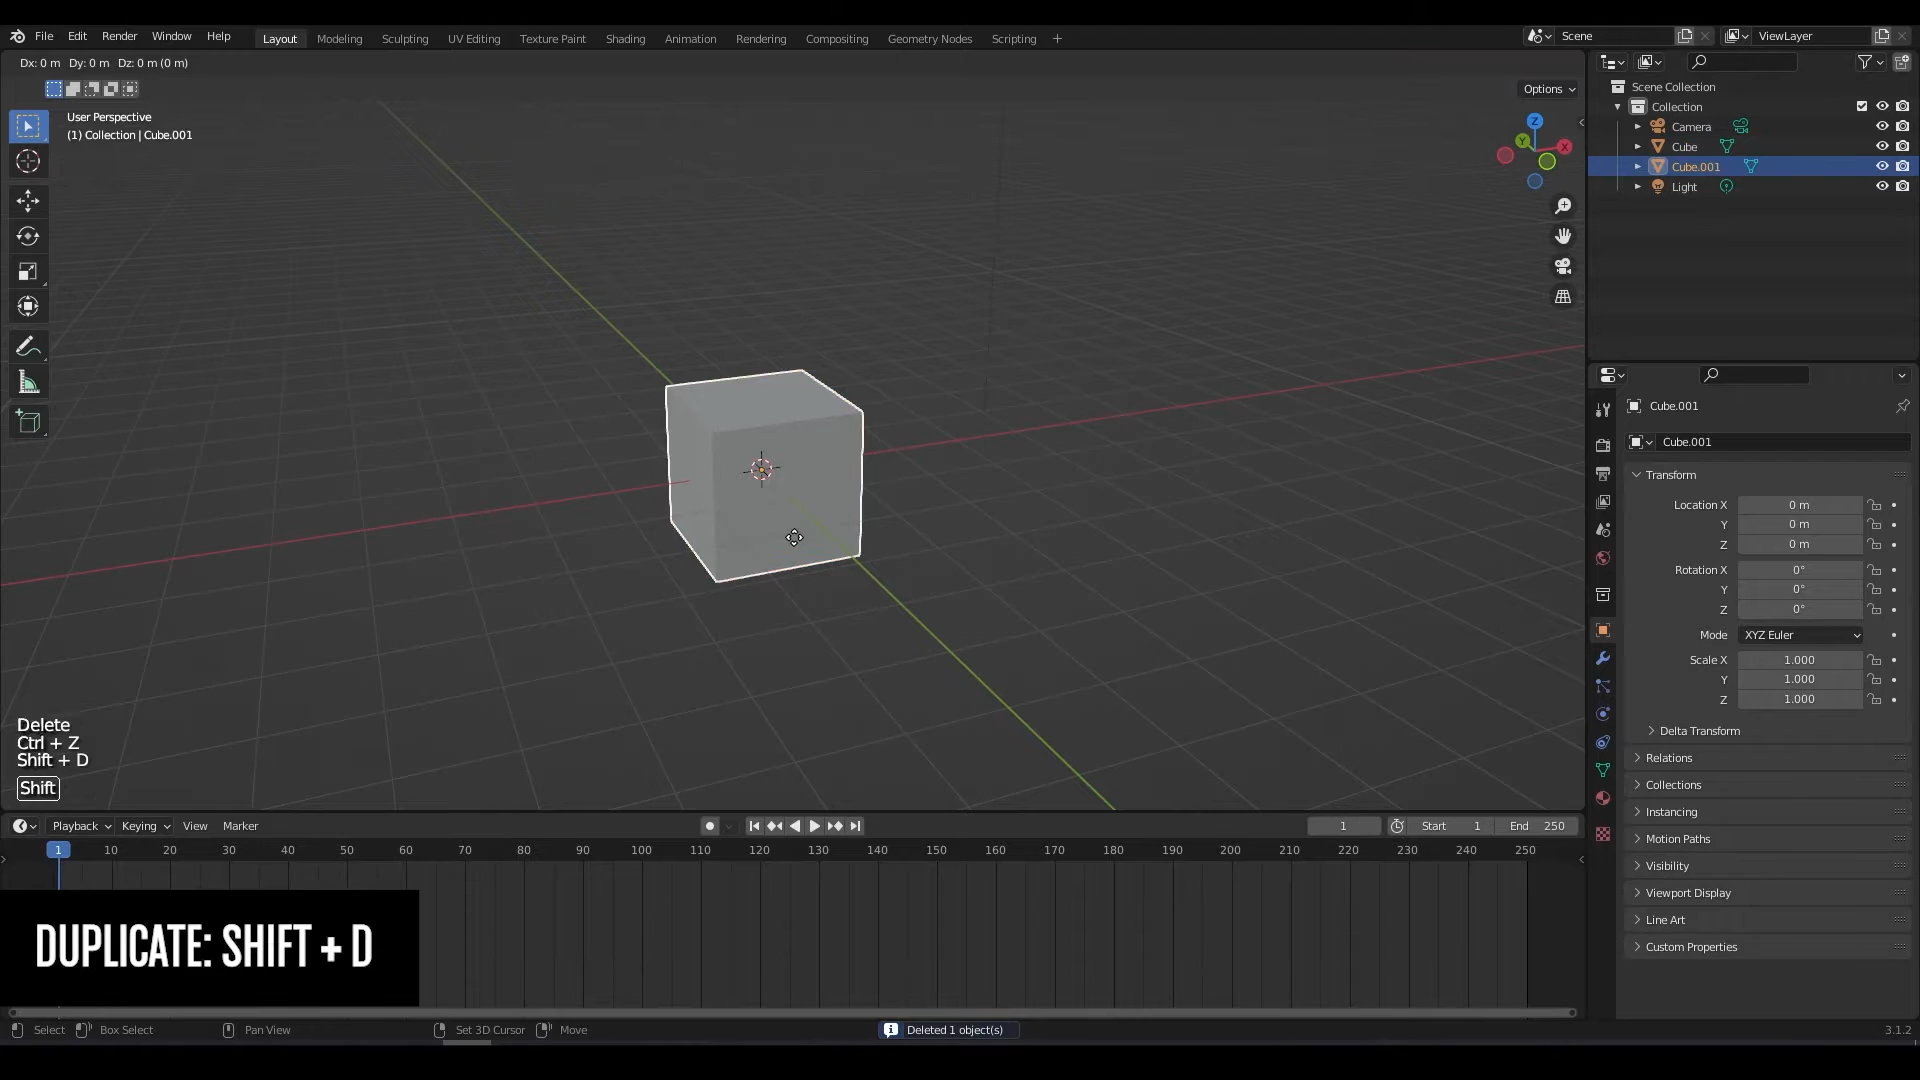 File Edit Render Window Help
Layout Modeling Sculpting UV Editing Texture Paint Shading Animation Rendering Compositing Geometry Nodes Scripting +
Scene
ViewLayer
Dx: 0 m Dy: 0 m Dz: 0 m (0 m)
Options
User Perspective
(1) Collection | Cube.001
Z
Y
X
Scene Collection
Collection
Camera
Cube
Cube.001
Light
Cube.001
Cube.001
Transform
Location X 0 m
Y 0 m
Z 0 m
Rotation X 0°
Y 0°
Z 0°
Mode XYZ Euler
Scale X 1.000
Y 1.000
Z 1.000
Delta Transform
Relations
Collections
Instancing
Motion Paths
Visibility
Viewport Display
Line Art
Custom Properties
Delete
Ctrl + Z
Shift + D
Shift
Playback Keying View Marker
1 Start 1 End 250
1 10 20 30 40 50 60 70 80 90 100 110 120 130 140 150 160 170 180 190 200 210 220 230 240 250
DUPLICATE: SHIFT + D
Select Box Select Pan View Set 3D Cursor Move Deleted 1 object(s) 3.1.2